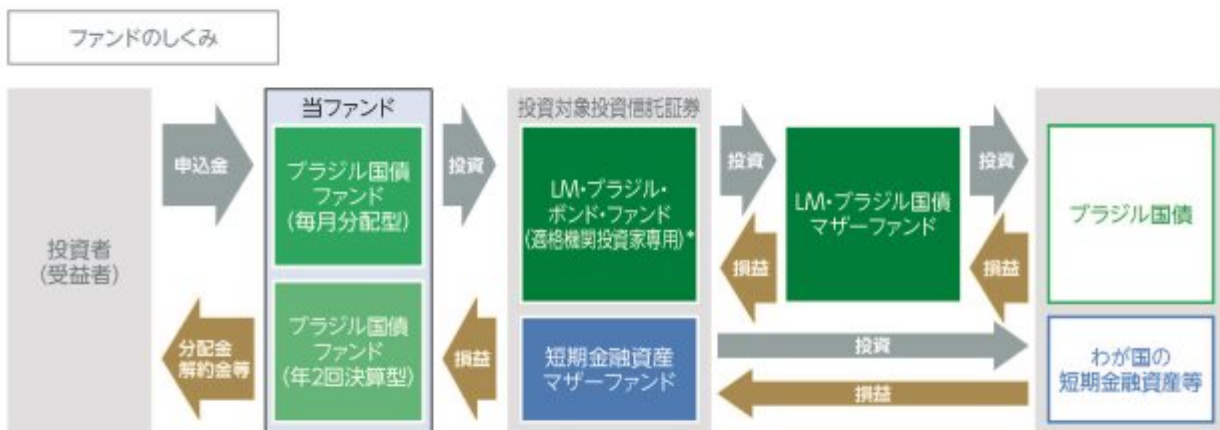 ファンドのしくみ
投資者
(受益者)
申込金
分配金
解約金等
当ファンド
ブラジル国債
ファンド
(毎月分配型)
ブラジル国債
ファンド
(年2回決算型)
投資
損益
投資対象投資信託証券
LM・ブラジル・
ボンド・ファンド
(適格機関投資家専用)*
短期金融資産
マザーファンド
投資
損益
LM・ブラジル国債
マザーファンド
投資
損益
投資
損益
ブラジル国債
わが国の
短期金融資産等